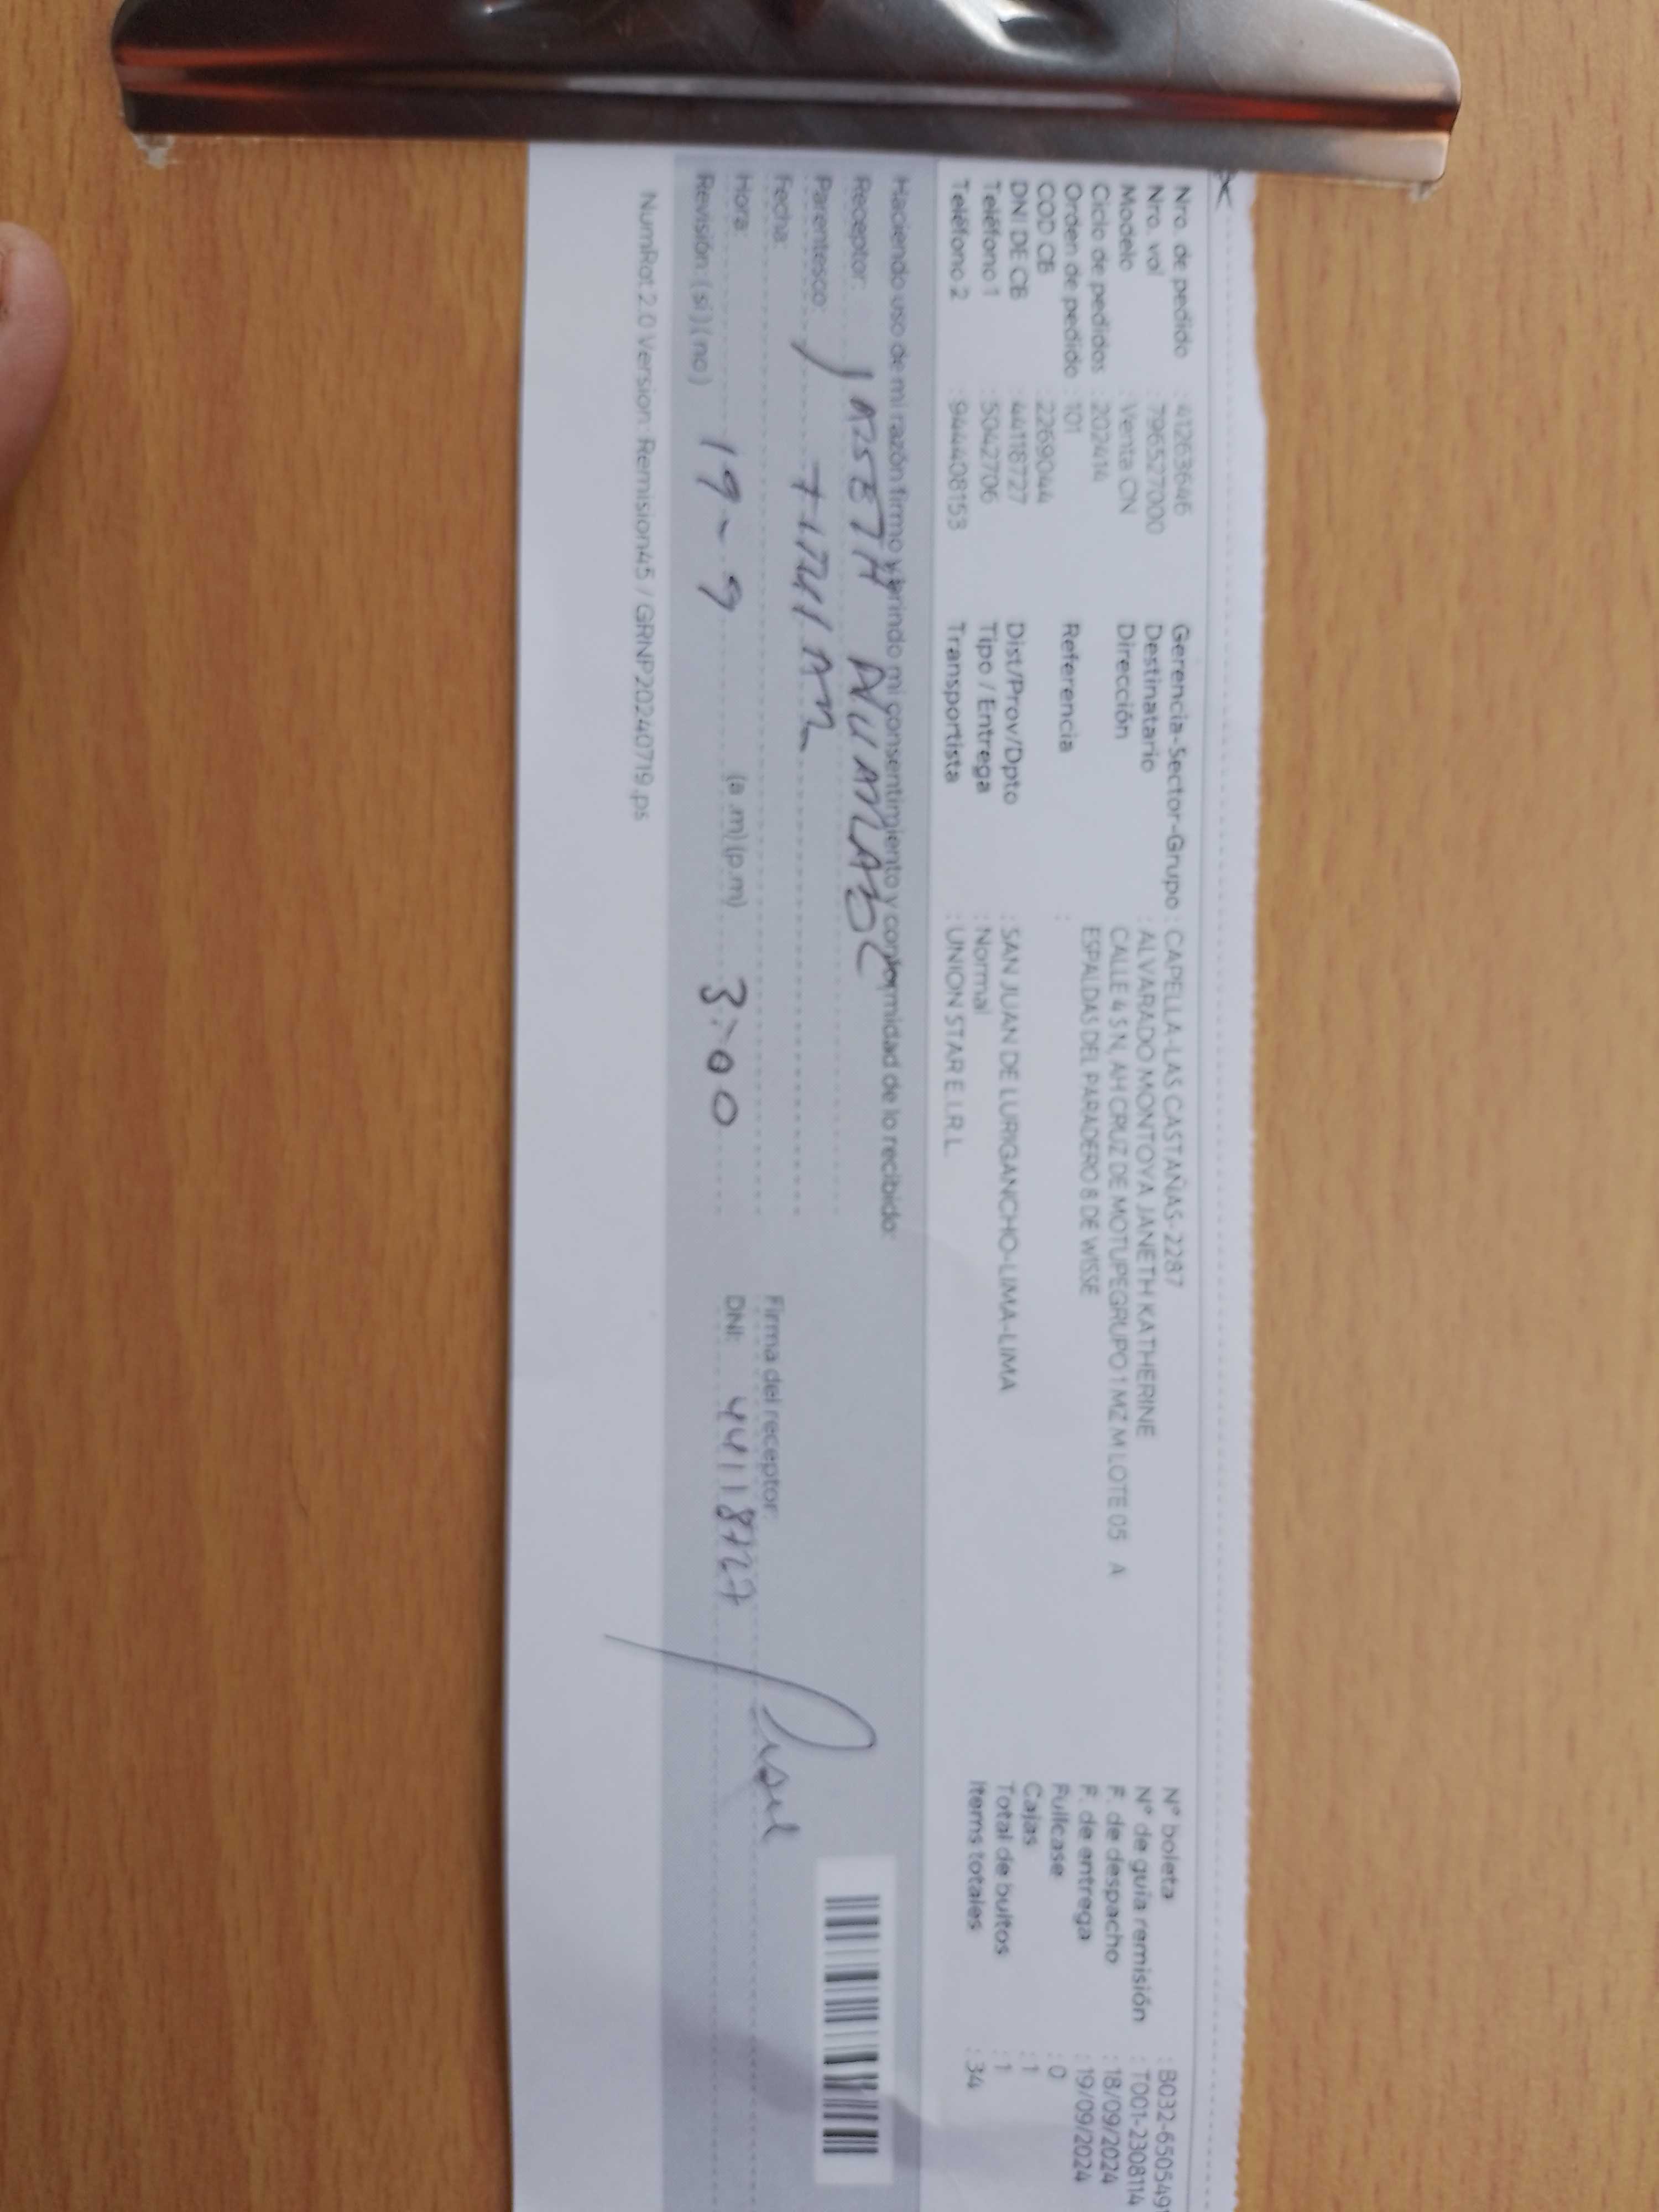 Nro. de pedido : 41263646
Nro. vol : 796527000
Modelo : Venta CN
Ciclo de pedidos : 202414
Orden de pedido : 101
COD CB : 2269044
DNI DE CB : 44118727
Teléfono 1 : 5042706
Teléfono 2 : 944408153
Gerencia-Sector-Grupo : CAPELLA-LAS CASTAÑAS-2287
Destinatario : ALVARADO MONTOYA JANETH KATHERINE
Dirección : CALLE 4 S N, AH CRUZ DE MOTUPEGRUPO 1 MZ M LOTE 05 A
ESPALDAS DEL PARADERO 8 DE WISSE
Referencia :
Dist/Prov/Dpto : SAN JUAN DE LURIGANCHO-LIMA-LIMA
Tipo / Entrega : Normal
Transportista : UNION STAR E.I.R.L.
N° boleta : B032-6505491
N° de guía remisión : T001-2308114
F. de despacho : 18/09/2024
F. de entrega : 19/09/2024
Fullcase : 0
Cajas : 1
Total de bultos : 1
Items totales : 34
Haciendo uso de mi razón firmo y brindo mi consentimiento y conformidad de lo recibido:
Receptor:
Parentesco:
Fecha:
Hora: (a.m) (p.m)
Revisión: (si) (no) 19-9 3:00
Firma del receptor:
DNI: 44118727
NumRot 2.0 Version: Remision45 / GRNP20240719.ps